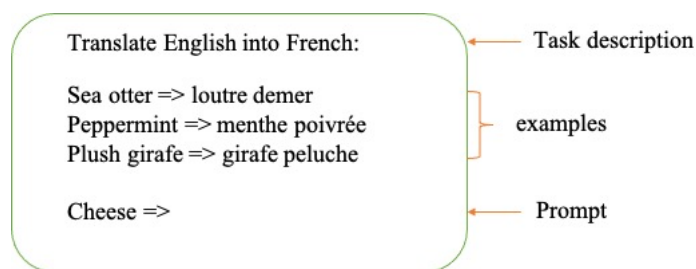 Translate English into French:
Task description
Sea otter => loutre demer
Peppermint => menthe poivrée
Plush girafe => girafe peluche
examples
Cheese =>
Prompt